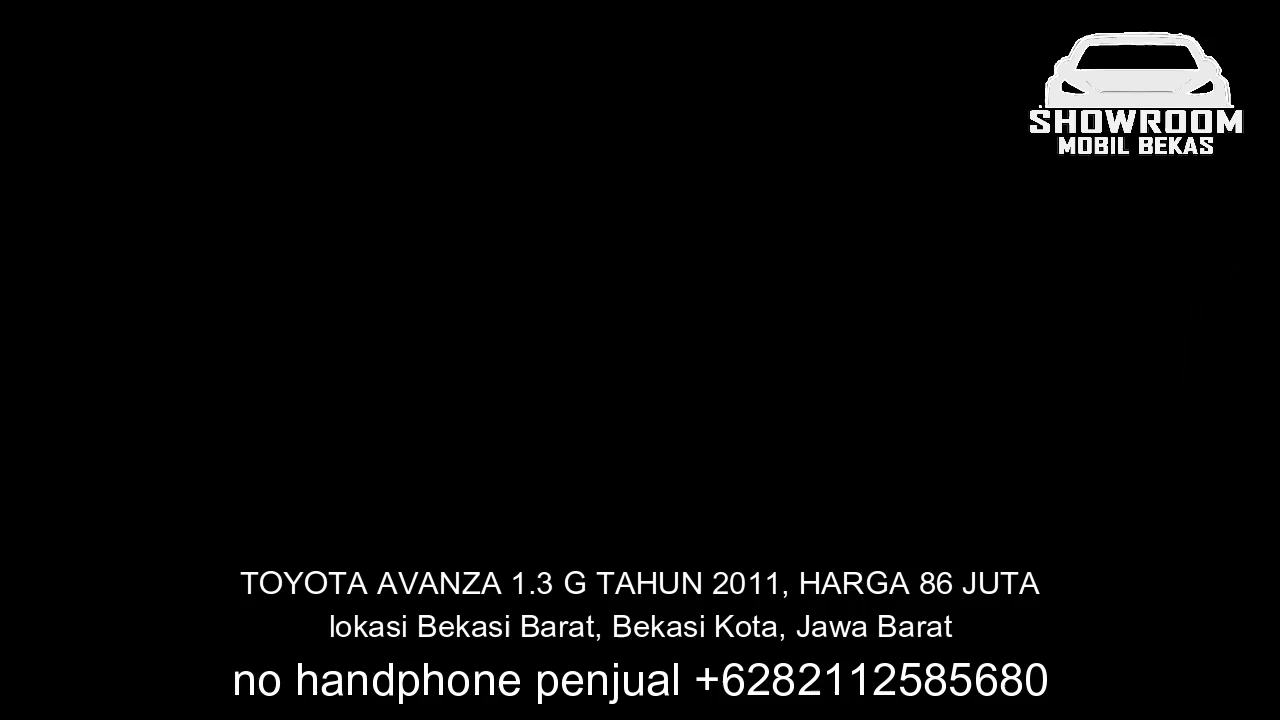 SHOWROOM
MOBIL BEKAS
TOYOTA AVANZA 1.3 G TAHUN 2011, HARGA 86 JUTA
lokasi Bekasi Barat, Bekasi Kota, Jawa Barat
no handphone penjual +6282112585680